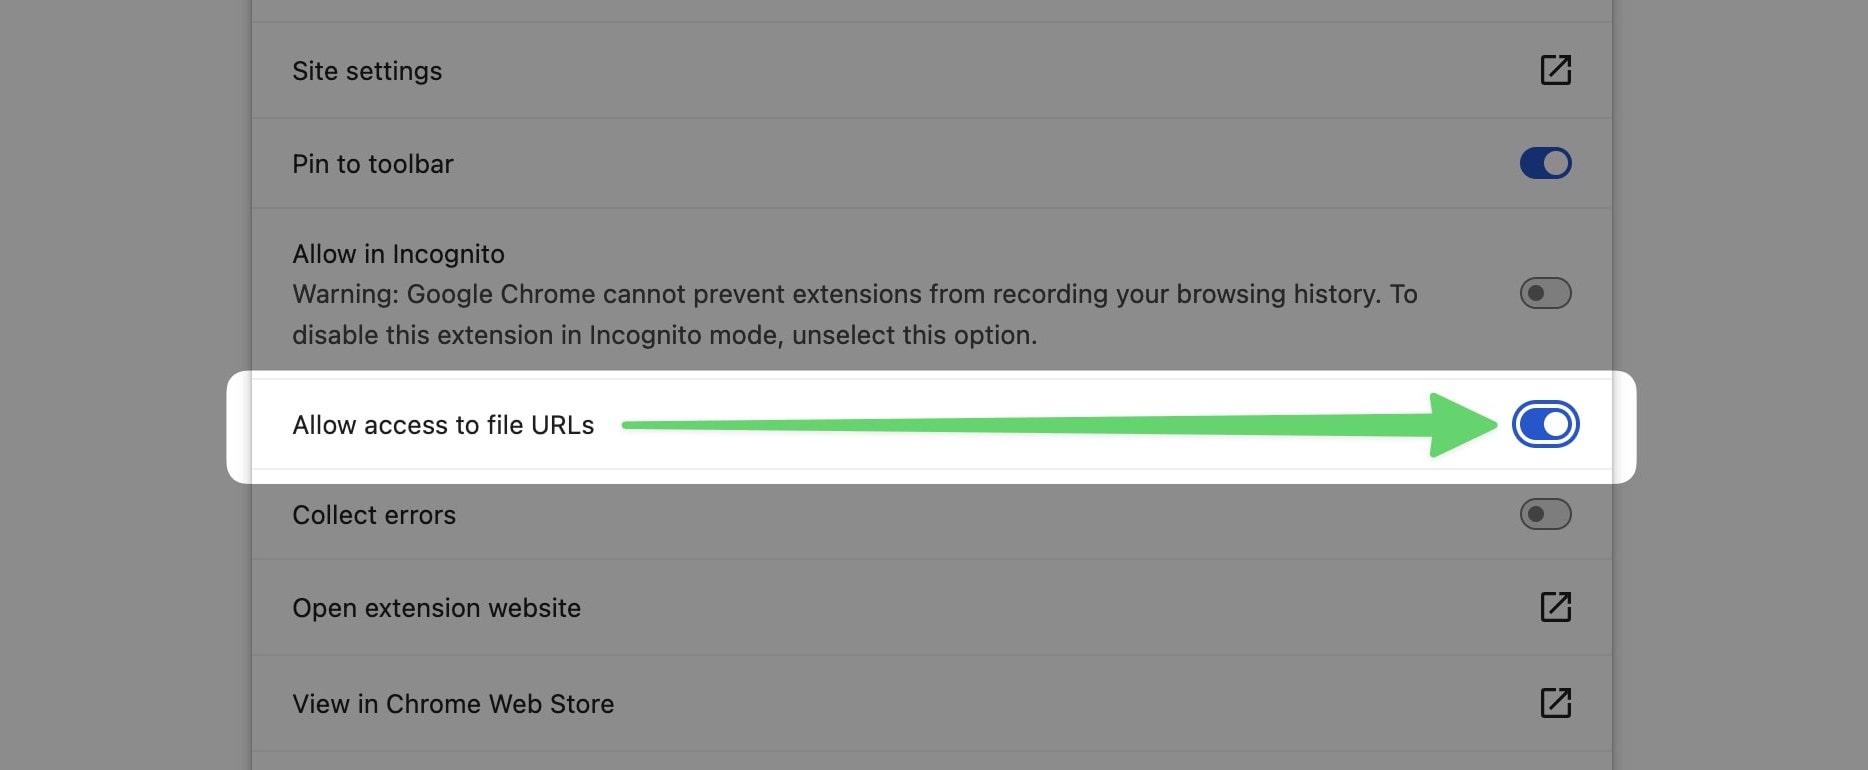 Site settings
Pin to toolbar
Allow in Incognito
Warning: Google Chrome cannot prevent extensions from recording your browsing history. To
disable this extension in Incognito mode, unselect this option.
Allow access to file URLs
Collect errors
Open extension website
View in Chrome Web Store